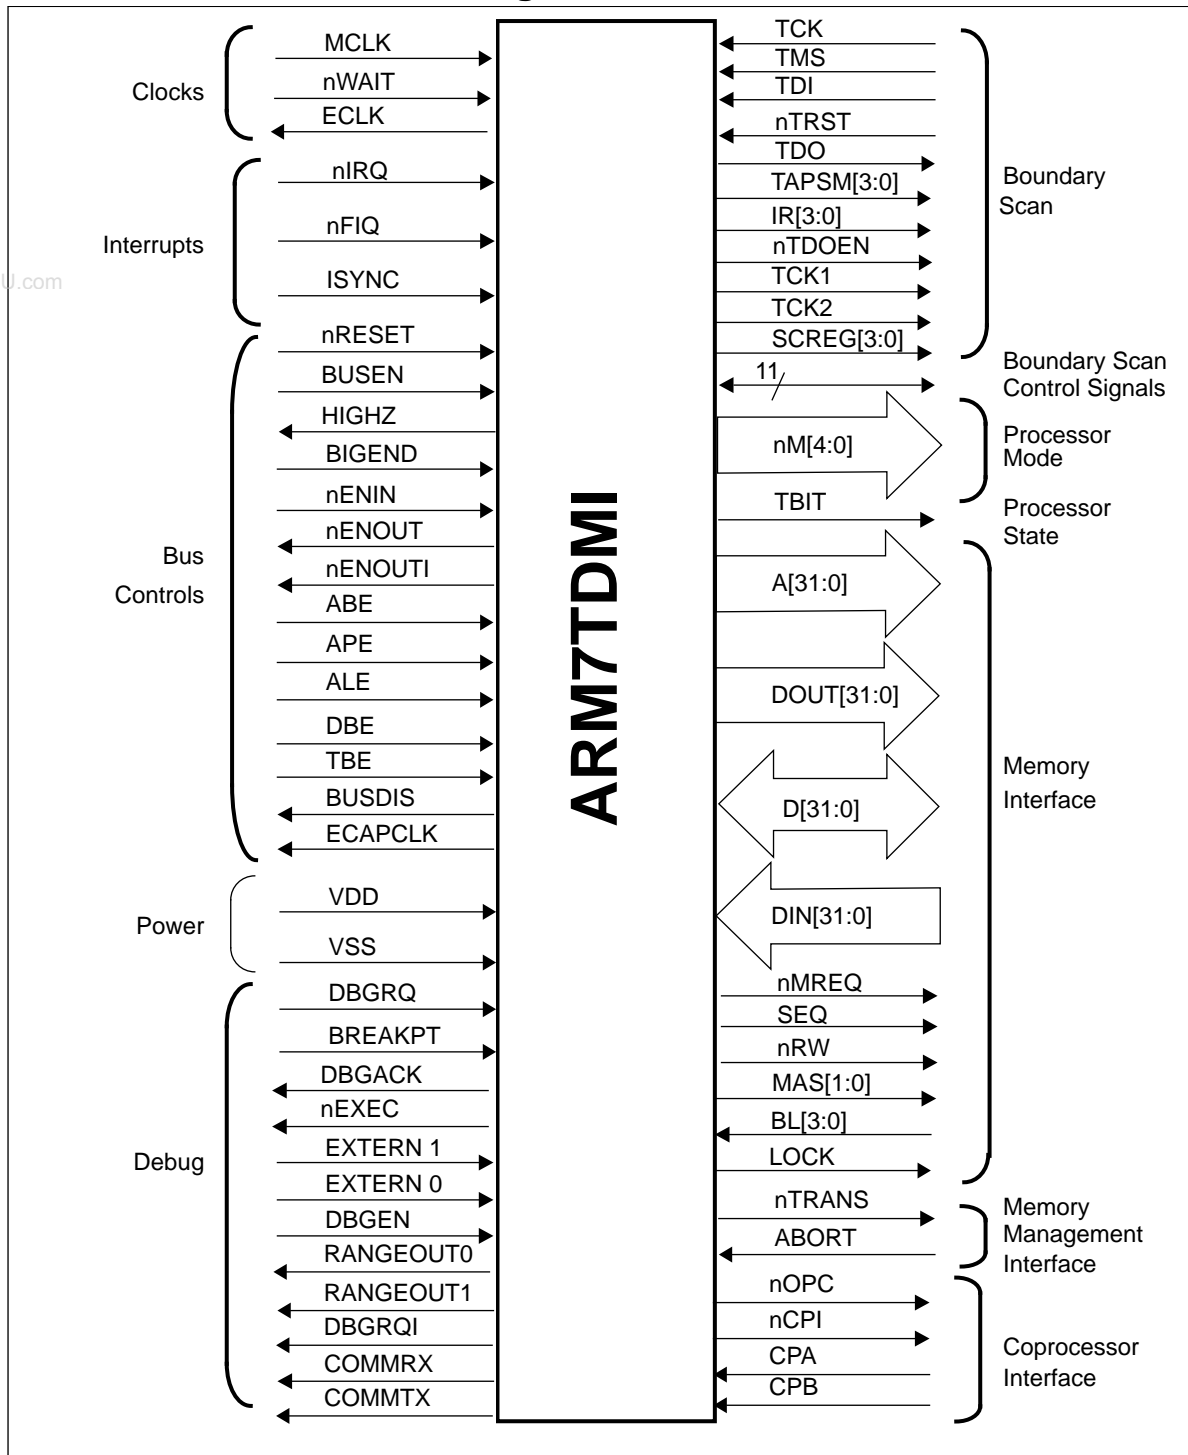 MCLK
nWAIT
ECLK
Clocks
nIRQ
nFIQ
ISYNC
Interrupts
U.com
nRESET
BUSEN
HIGHZ
BIGEND
nENIN
nENOUT
nENOUTI
ABE
APE
ALE
DBE
TBE
BUSDIS
ECAPCLK
Bus
Controls
VDD
VSS
Power
DBGRQ
BREAKPT
DBGACK
nEXEC
EXTERN 1
EXTERN 0
DBGEN
RANGEOUT0
RANGEOUT1
DBGRQI
COMMRX
COMMTX
Debug
ARM7TDMI
TCK
TMS
TDI
nTRST
TDO
TAPSM[3:0]
IR[3:0]
nTDOEN
TCK1
TCK2
SCREG[3:0]
Boundary
Scan
11
Boundary Scan
Control Signals
nM[4:0]
Processor
Mode
TBIT
Processor
State
A[31:0]
DOUT[31:0]
D[31:0]
DIN[31:0]
nMREQ
SEQ
nRW
MAS[1:0]
BL[3:0]
LOCK
Memory
Interface
nTRANS
ABORT
Memory
Management
Interface
nOPC
nCPI
CPA
CPB
Coprocessor
Interface